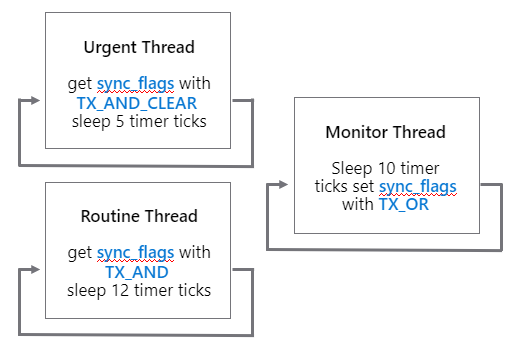 Urgent Thread
get sync_flags with
TX_AND_CLEAR
sleep 5 timer ticks
Monitor Thread
Sleep 10 timer
ticks set sync_flags
with TX_OR
Routine Thread
get sync_flags with
TX_AND
sleep 12 timer ticks